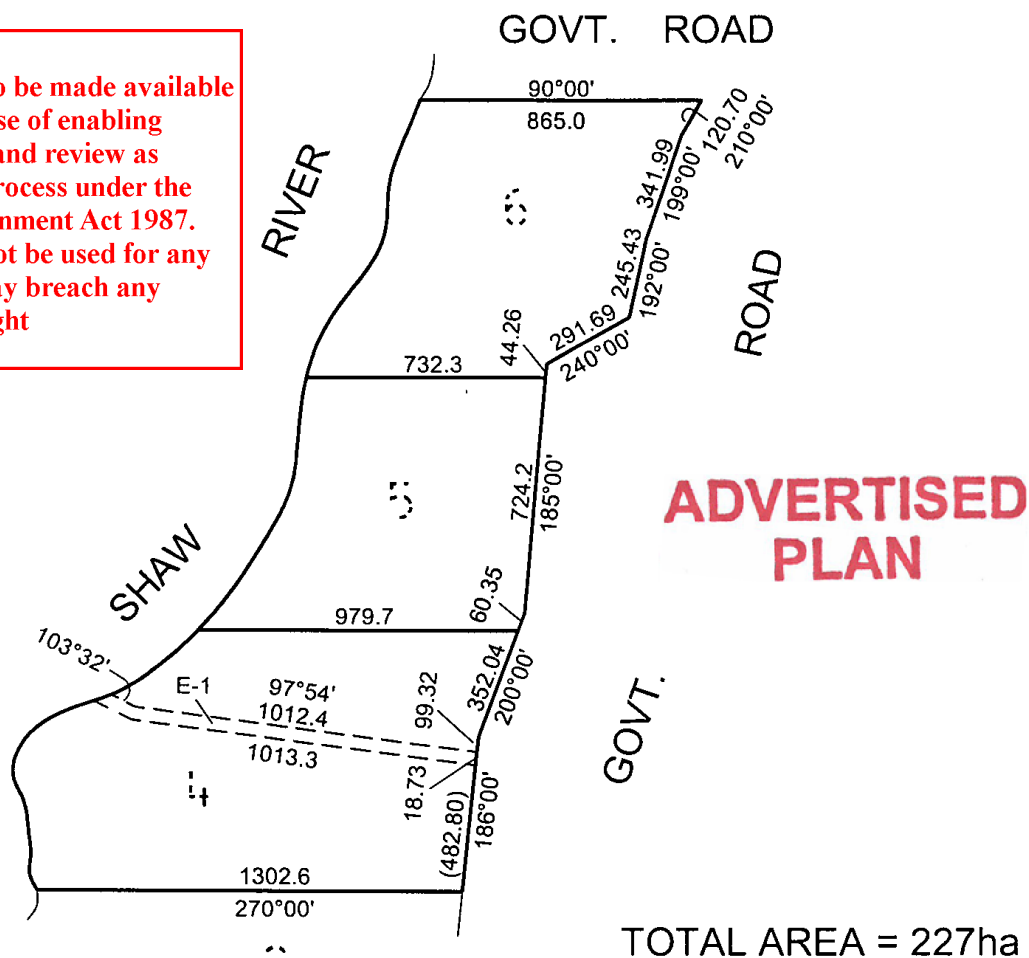 GOVT. ROAD
o be made available
se of enabling
and review as
rocess under the
nment Act 1987.
ot be used for any
ay breach any
ght
90°00'
865.0
120.70
210°00'
341.99
199°00'
RIVER
6
245.43
192°00'
ROAD
291.69
240°00'
44.26
732.3
724.2
185°00'
5
ADVERTISED
PLAN
SHAW
60.35
979.7
103°32'
352.04
200°00'
E-1
97°54'
1012.4
99.32
1013.3
GOVT.
4
18.73
(482.80)
186°00'
1302.6
270°00'
TOTAL AREA = 227ha